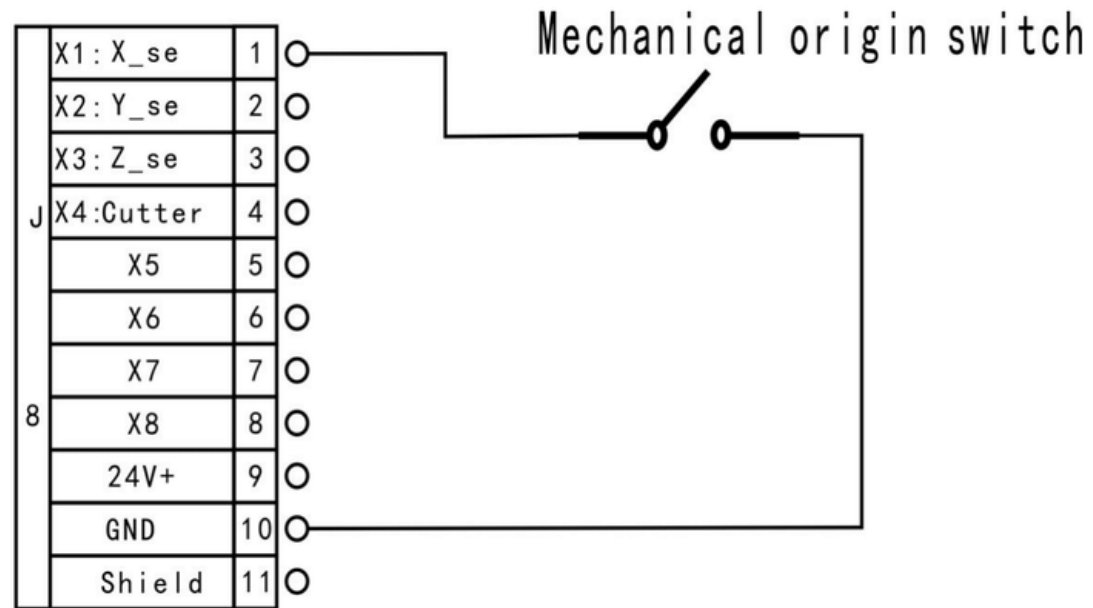 Mechanical origin switch
X1: X_se 1
X2: Y_se 2
X3: Z_se 3
J X4:Cutter 4
X5 5
X6 6
X7 7
8 X8 8
24V+ 9
GND 10
Shield 11